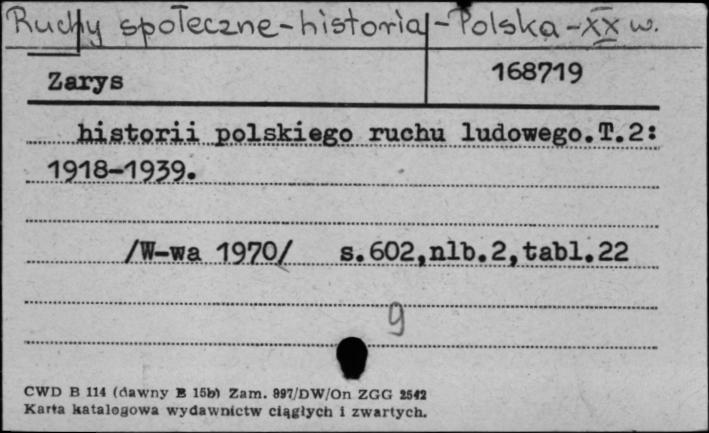 Ruchy społeczne-historia-Polska-XX w.
Zarys 168719
historii polskiego ruchu ludowego.T.2:
1918-1939.
/W-wa 1970/ s.602,nlb.2,tabl.22
9
CWD B 114 (dawny B 15b) Zam. 897/DW/On ZGG 2542
Karta katalogowa wydawnictw ciągłych i zwartych.